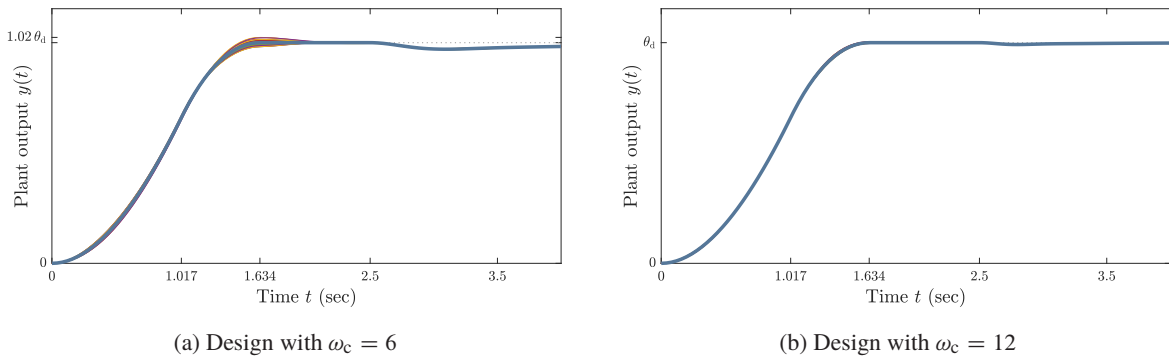 Plant output y(t)
1.02 θd
0
0
1.017
1.634
2.5
3.5
Time t (sec)
(a) Design with ωc = 6
Plant output y(t)
θd
0
0
1.017
1.634
2.5
3.5
Time t (sec)
(b) Design with ωc = 12